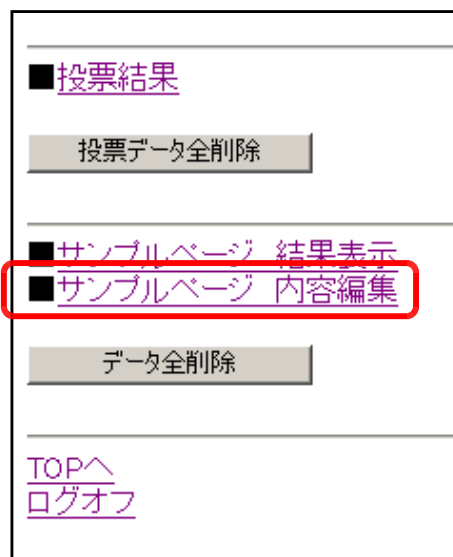 ■投票結果
投票データ全削除
■サンプルページ 結果表示
■サンプルページ 内容編集
データ全削除
TOPへ
ログオフ